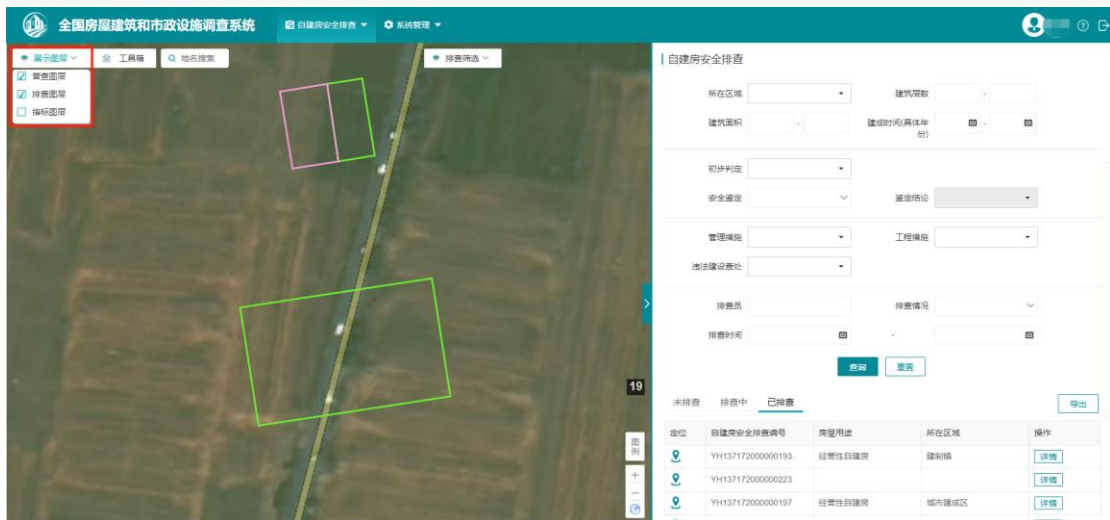 全国房屋建筑和市政设施调查系统 自建房安全排查 系统管理
展示图层 工具箱 地名搜索 排查筛选
普查图层
排查图层
指标图层
19
图例
自建房安全排查
所在区域 建筑层数 -
建筑面积 - 建成时间(具体年份) -
初步判定
安全鉴定 鉴定结论
管理措施 工程措施
违法建设查处
排查员 排查情况
排查时间 -
查询 重置
未排查 排查中 已排查 导出
定位 自建房安全排查编号 房屋用途 所在区域 操作
YH137172000000193 经营性自建房 建制镇 详情
YH137172000000223 详情
YH137172000000197 经营性自建房 城市建成区 详情